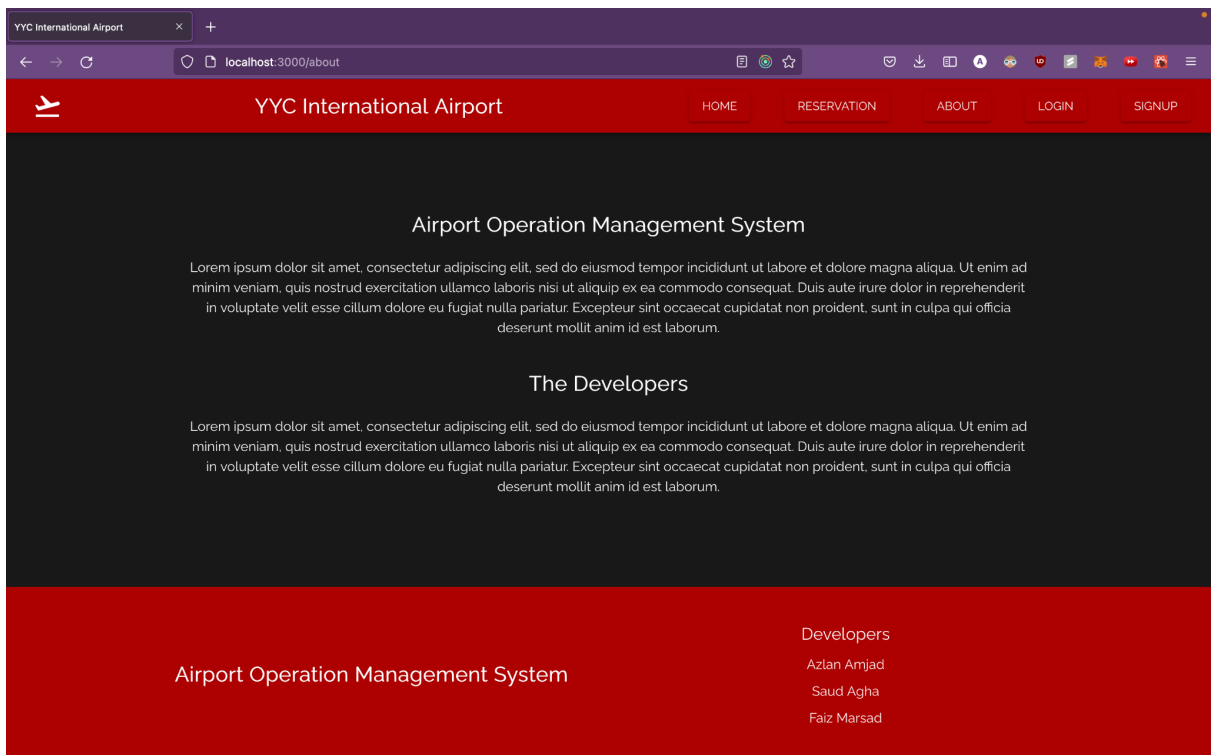 YYC International Airport
localhost:3000/about
YYC International Airport
HOME
RESERVATION
ABOUT
LOGIN
SIGNUP
Airport Operation Management System
Lorem ipsum dolor sit amet, consectetur adipiscing elit, sed do eiusmod tempor incididunt ut labore et dolore magna aliqua. Ut enim ad
minim veniam, quis nostrud exercitation ullamco laboris nisi ut aliquip ex ea commodo consequat. Duis aute irure dolor in reprehenderit
in voluptate velit esse cillum dolore eu fugiat nulla pariatur. Excepteur sint occaecat cupidatat non proident, sunt in culpa qui officia
deserunt mollit anim id est laborum.
The Developers
Lorem ipsum dolor sit amet, consectetur adipiscing elit, sed do eiusmod tempor incididunt ut labore et dolore magna aliqua. Ut enim ad
minim veniam, quis nostrud exercitation ullamco laboris nisi ut aliquip ex ea commodo consequat. Duis aute irure dolor in reprehenderit
in voluptate velit esse cillum dolore eu fugiat nulla pariatur. Excepteur sint occaecat cupidatat non proident, sunt in culpa qui officia
deserunt mollit anim id est laborum.
Airport Operation Management System
Developers
Azlan Amjad
Saud Agha
Faiz Marsad